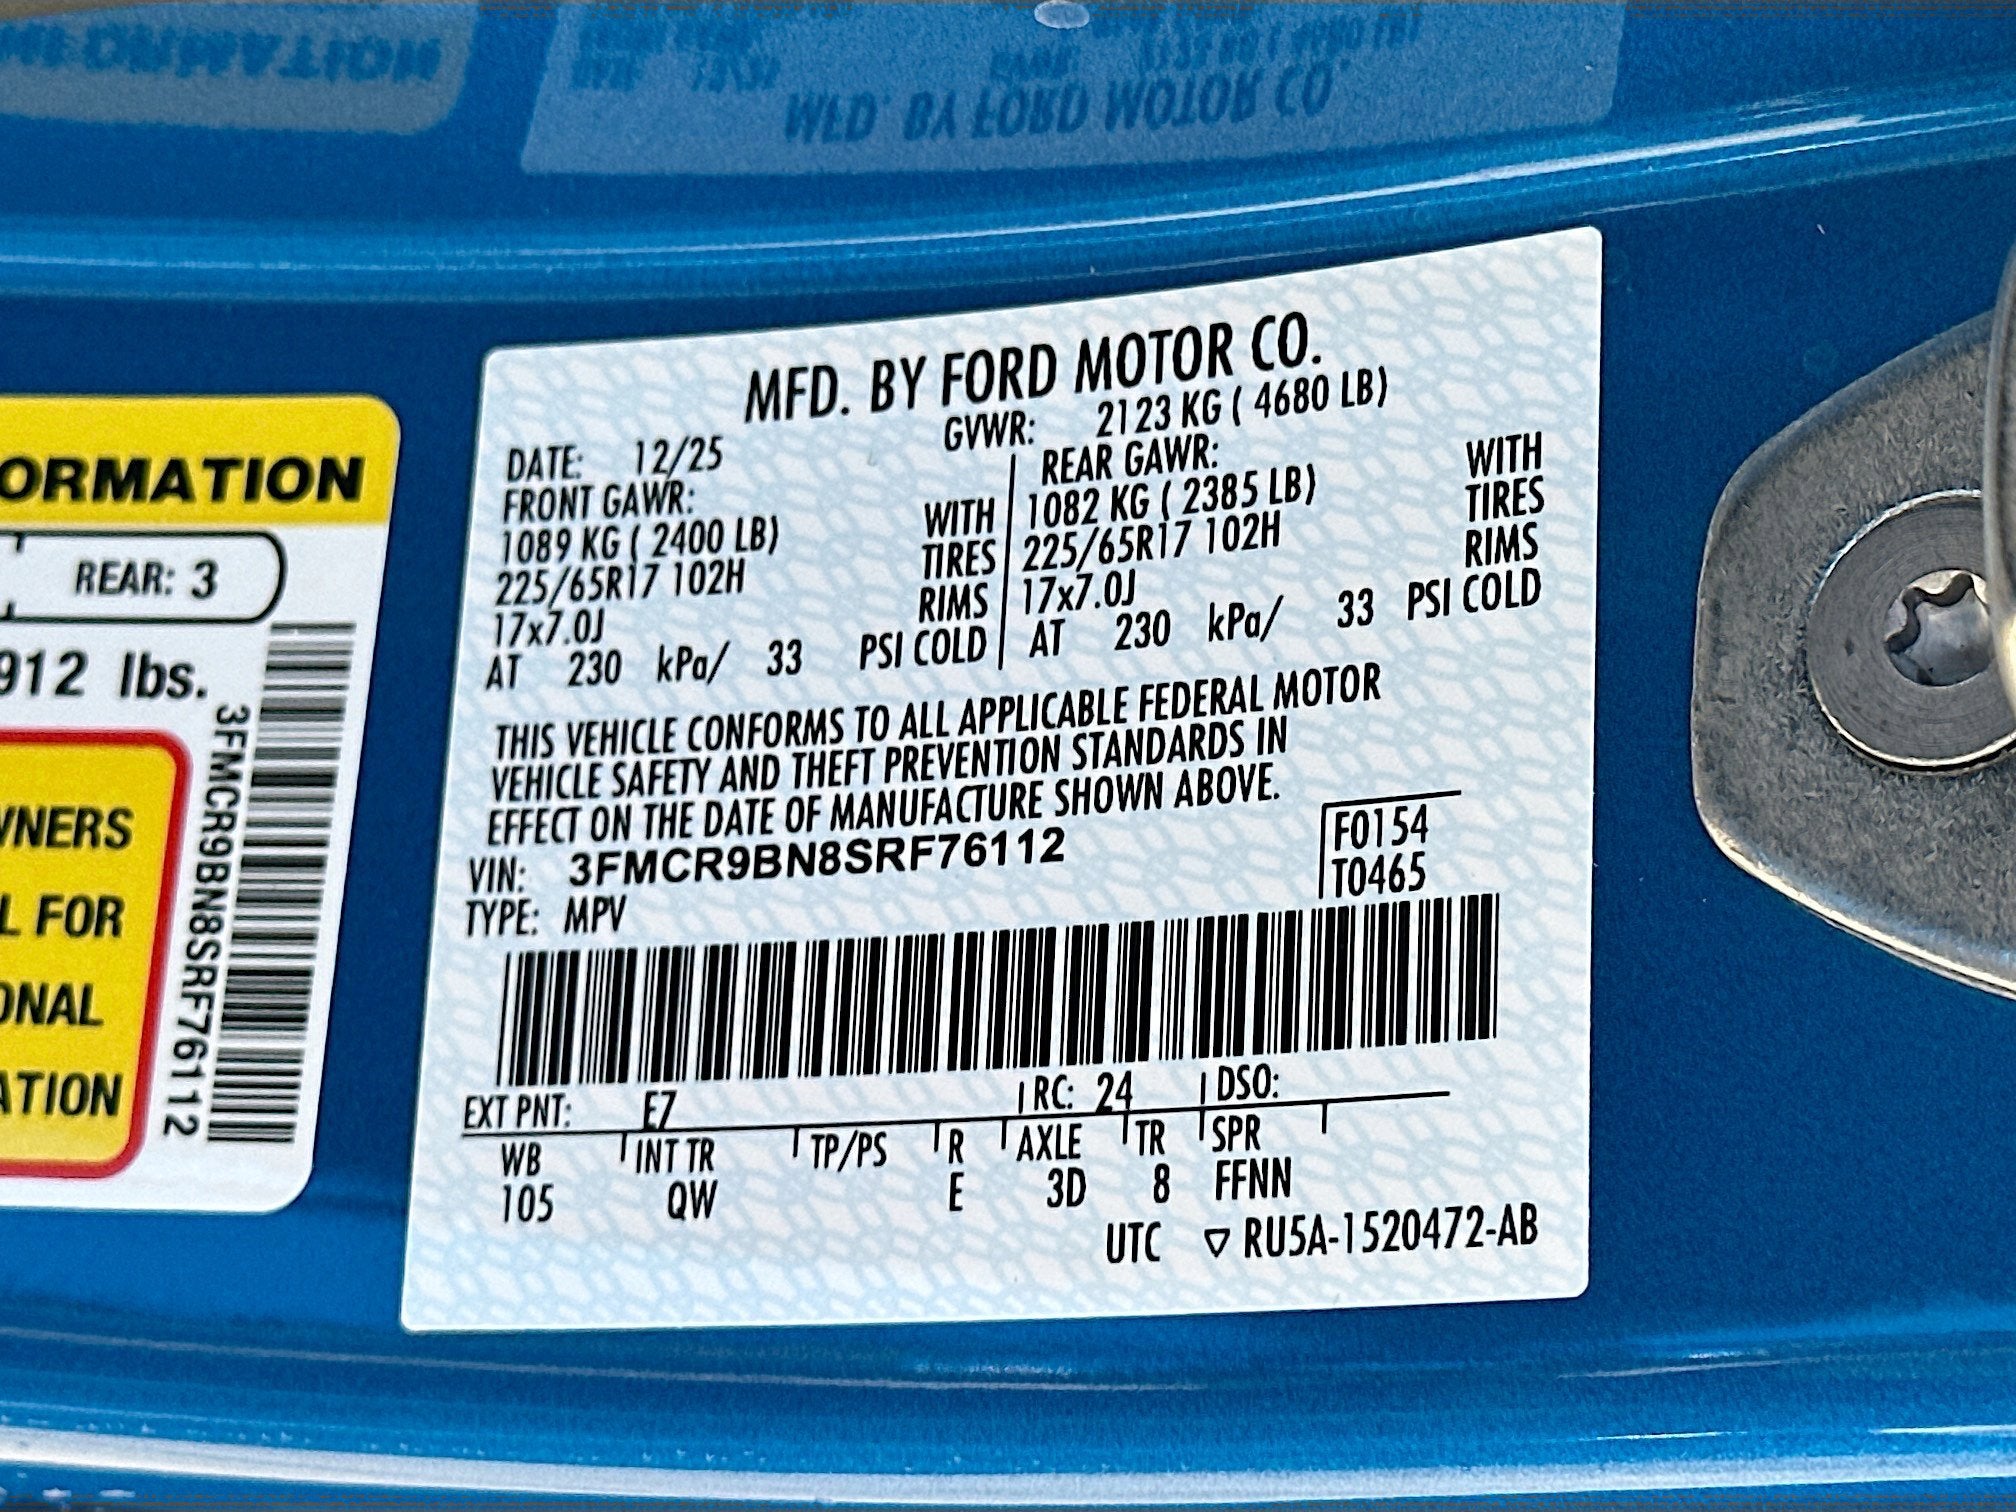 ORMATION
REAR: 3
912 lbs.
WNERS
L FOR
ONAL
ATION
3FMCR9BN8SRF76112
MFD. BY FORD MOTOR CO.
DATE: 12/25 GVWR: 2123 KG ( 4680 LB)
FRONT GAWR: REAR GAWR:
1089 KG ( 2400 LB) WITH 1082 KG ( 2385 LB) WITH
225/65R17 102H TIRES 225/65R17 102H TIRES
17x7.0J RIMS 17x7.0J RIMS
AT 230 kPa/ 33 PSI COLD AT 230 kPa/ 33 PSI COLD
THIS VEHICLE CONFORMS TO ALL APPLICABLE FEDERAL MOTOR
VEHICLE SAFETY AND THEFT PREVENTION STANDARDS IN
EFFECT ON THE DATE OF MANUFACTURE SHOWN ABOVE.
VIN: 3FMCR9BN8SRF76112 F0154
TYPE: MPV T0465
EXT PNT: E7 RC: 24 DSO:
WB INT TR TP/PS R AXLE TR SPR
105 QW E 3D 8 FFNN
UTC ▽ RU5A-1520472-AB